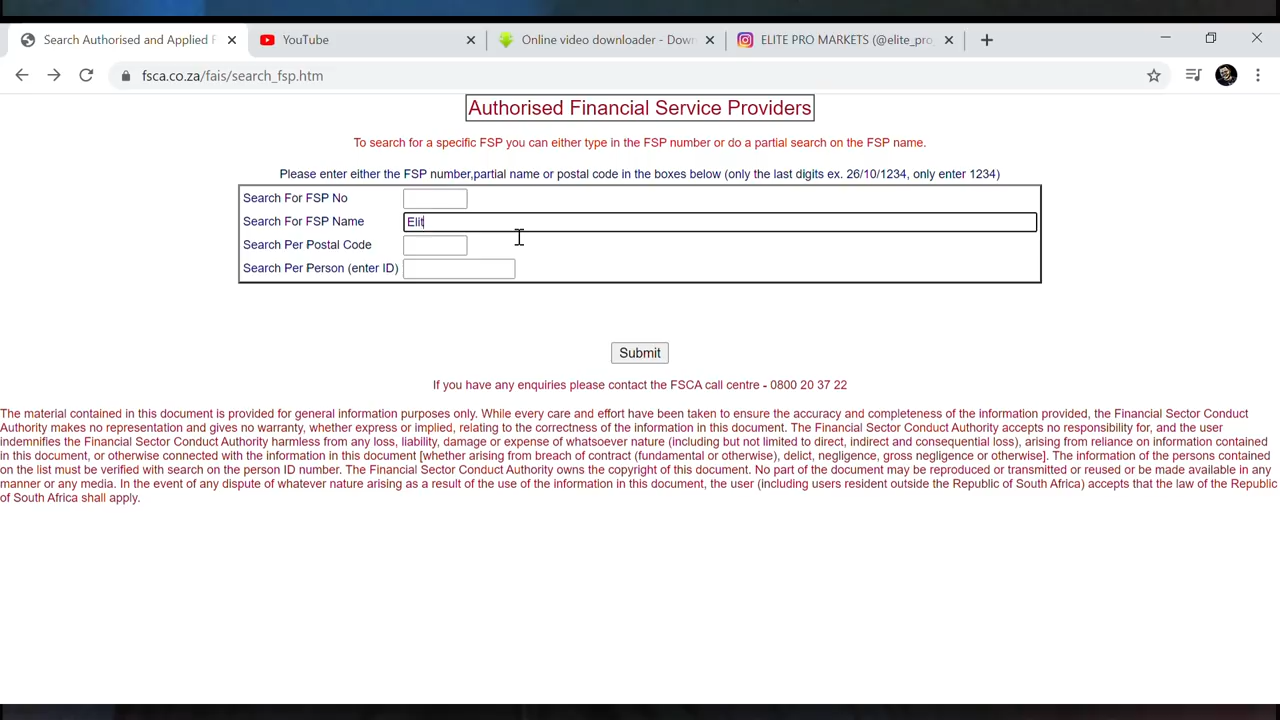 Search Authorised and Applied F
YouTube
Online video downloader - Down
ELITE PRO MARKETS (@elite_pro
fsca.co.za/fais/search_fsp.htm
Authorised Financial Service Providers
To search for a specific FSP you can either type in the FSP number or do a partial search on the FSP name.
Please enter either the FSP number,partial name or postal code in the boxes below (only the last digits ex. 26/10/1234, only enter 1234)
Search For FSP No
Search For FSP Name Elit
Search Per Postal Code
Search Per Person (enter ID)
Submit
If you have any enquiries please contact the FSCA call centre - 0800 20 37 22
The material contained in this document is provided for general information purposes only. While every care and effort have been taken to ensure the accuracy and completeness of the information provided, the Financial Sector Conduct
Authority makes no representation and gives no warranty, whether express or implied, relating to the correctness of the information in this document. The Financial Sector Conduct Authority accepts no responsibility for, and the user
indemnifies the Financial Sector Conduct Authority harmless from any loss, liability, damage or expense of whatsoever nature (including but not limited to direct, indirect and consequential loss), arising from reliance on information contained
in this document, or otherwise connected with the information in this document [whether arising from breach of contract (fundamental or otherwise), delict, negligence, gross negligence or otherwise]. The information of the persons contained
on the list must be verified with search on the person ID number. The Financial Sector Conduct Authority owns the copyright of this document. No part of the document may be reproduced or transmitted or reused or be made available in any
manner or any media. In the event of any dispute of whatever nature arising as a result of the use of the information in this document, the user (including users resident outside the Republic of South Africa) accepts that the law of the Republic
of South Africa shall apply.